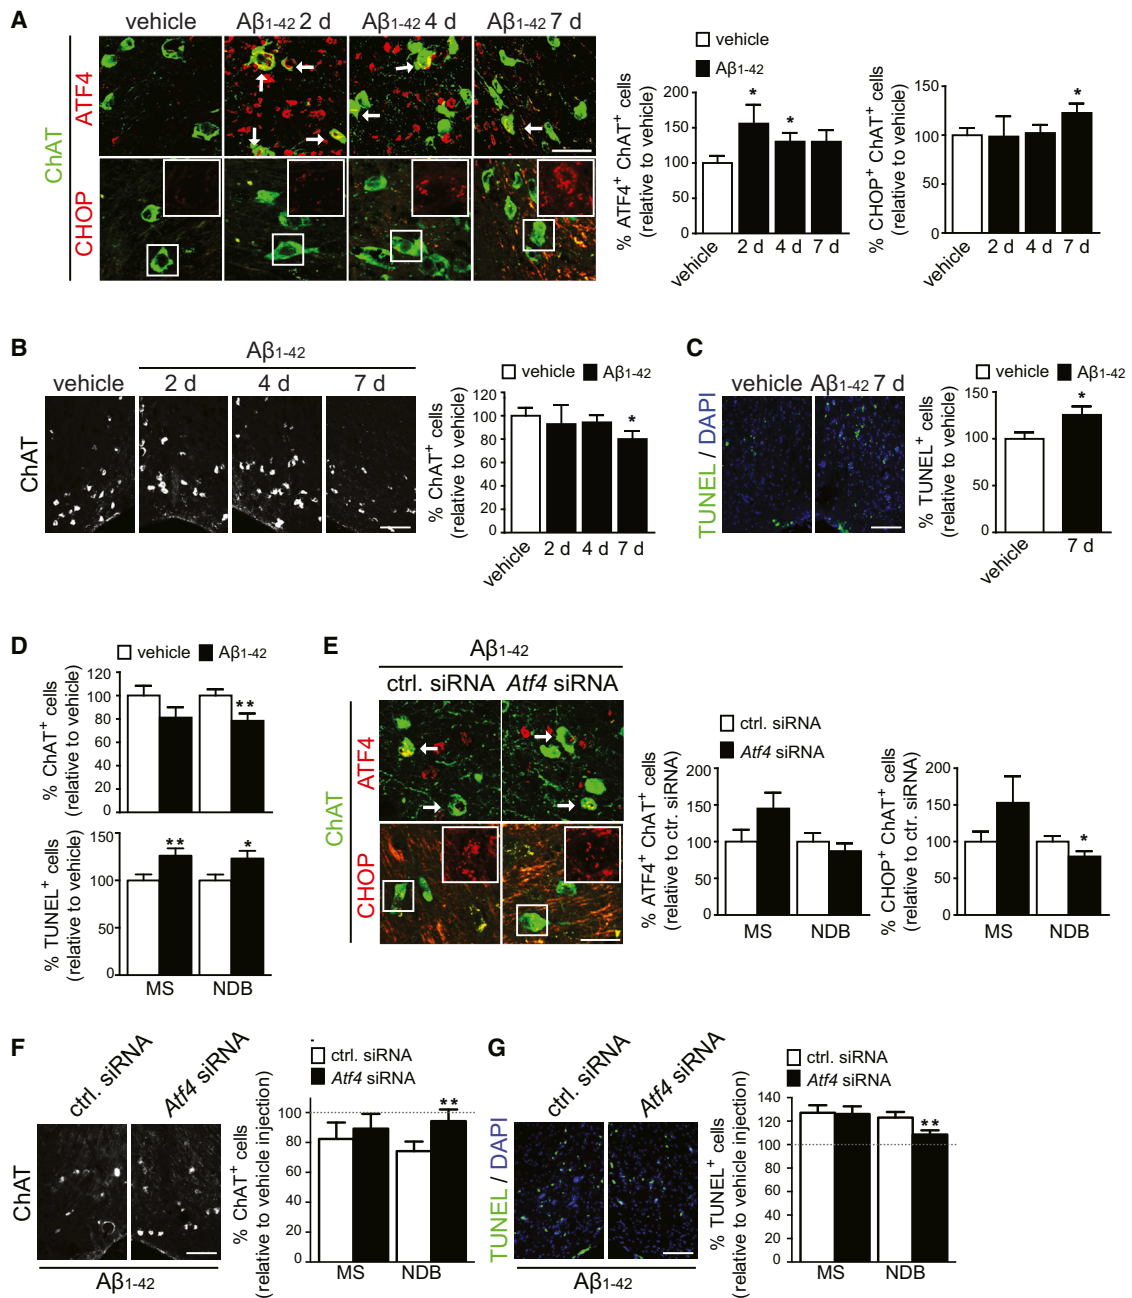 A
vehicle
Aβ1-42 2 d
Aβ1-42 4 d
Aβ1-42 7 d
ChAT
ATF4
CHOP
vehicle
Aβ1-42
% ATF4+ ChAT+ cells
(relative to vehicle)
200
150
100
50
0
vehicle
2 d
4 d
7 d
*
*
% CHOP+ ChAT+ cells
(relative to vehicle)
150
100
50
0
vehicle
2 d
4 d
7 d
*
B
Aβ1-42
vehicle
2 d
4 d
7 d
ChAT
vehicle
Aβ1-42
% ChAT+ cells
(relative to vehicle)
120
100
80
60
40
20
0
vehicle
2 d
4 d
7 d
*
C
vehicle
Aβ1-42 7 d
TUNEL / DAPI
vehicle
Aβ1-42
% TUNEL+ cells
(relative to vehicle)
150
100
50
0
vehicle
7 d
*
D
vehicle
Aβ1-42
% ChAT+ cells
(relative to vehicle)
120
100
80
60
40
20
0
**
% TUNEL+ cells
(relative to vehicle)
150
100
50
0
**
*
MS
NDB
E
Aβ1-42
ctrl. siRNA
Atf4 siRNA
ChAT
ATF4
CHOP
ctrl. siRNA
Atf4 siRNA
% ATF4+ ChAT+ cells
(relative to ctr. siRNA)
200
150
100
50
0
MS
NDB
% CHOP+ ChAT+ cells
(relative to ctr. siRNA)
200
150
100
50
0
MS
NDB
*
F
ctrl. siRNA
Atf4 siRNA
ChAT
Aβ1-42
ctrl. siRNA
Atf4 siRNA
% ChAT+ cells
(relative to vehicle injection)
100
80
60
40
20
0
MS
NDB
**
G
ctrl. siRNA
Atf4 siRNA
TUNEL / DAPI
Aβ1-42
ctrl. siRNA
Atf4 siRNA
% TUNEL+ cells
(relative to vehicle injection)
140
120
100
80
60
40
20
0
MS
NDB
**